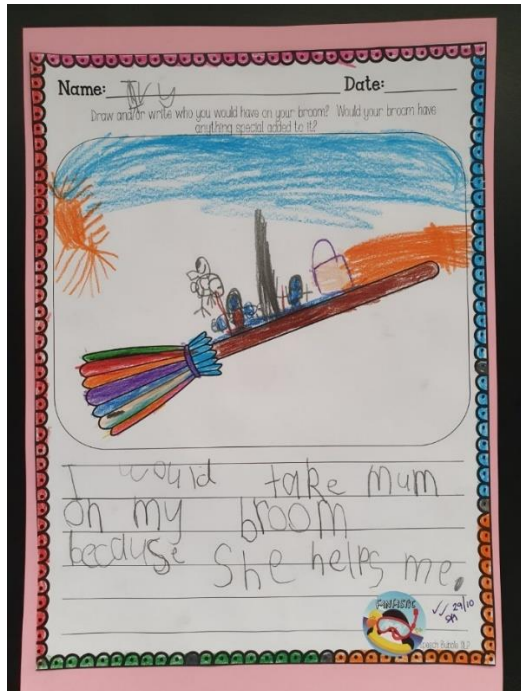 Name: Ivy Date:
Draw and/or write who you would have on your broom? Would your broom have
anything special added to it?
I would take Mum
on my broom
because She helps me.
FANTASTIC
29/10